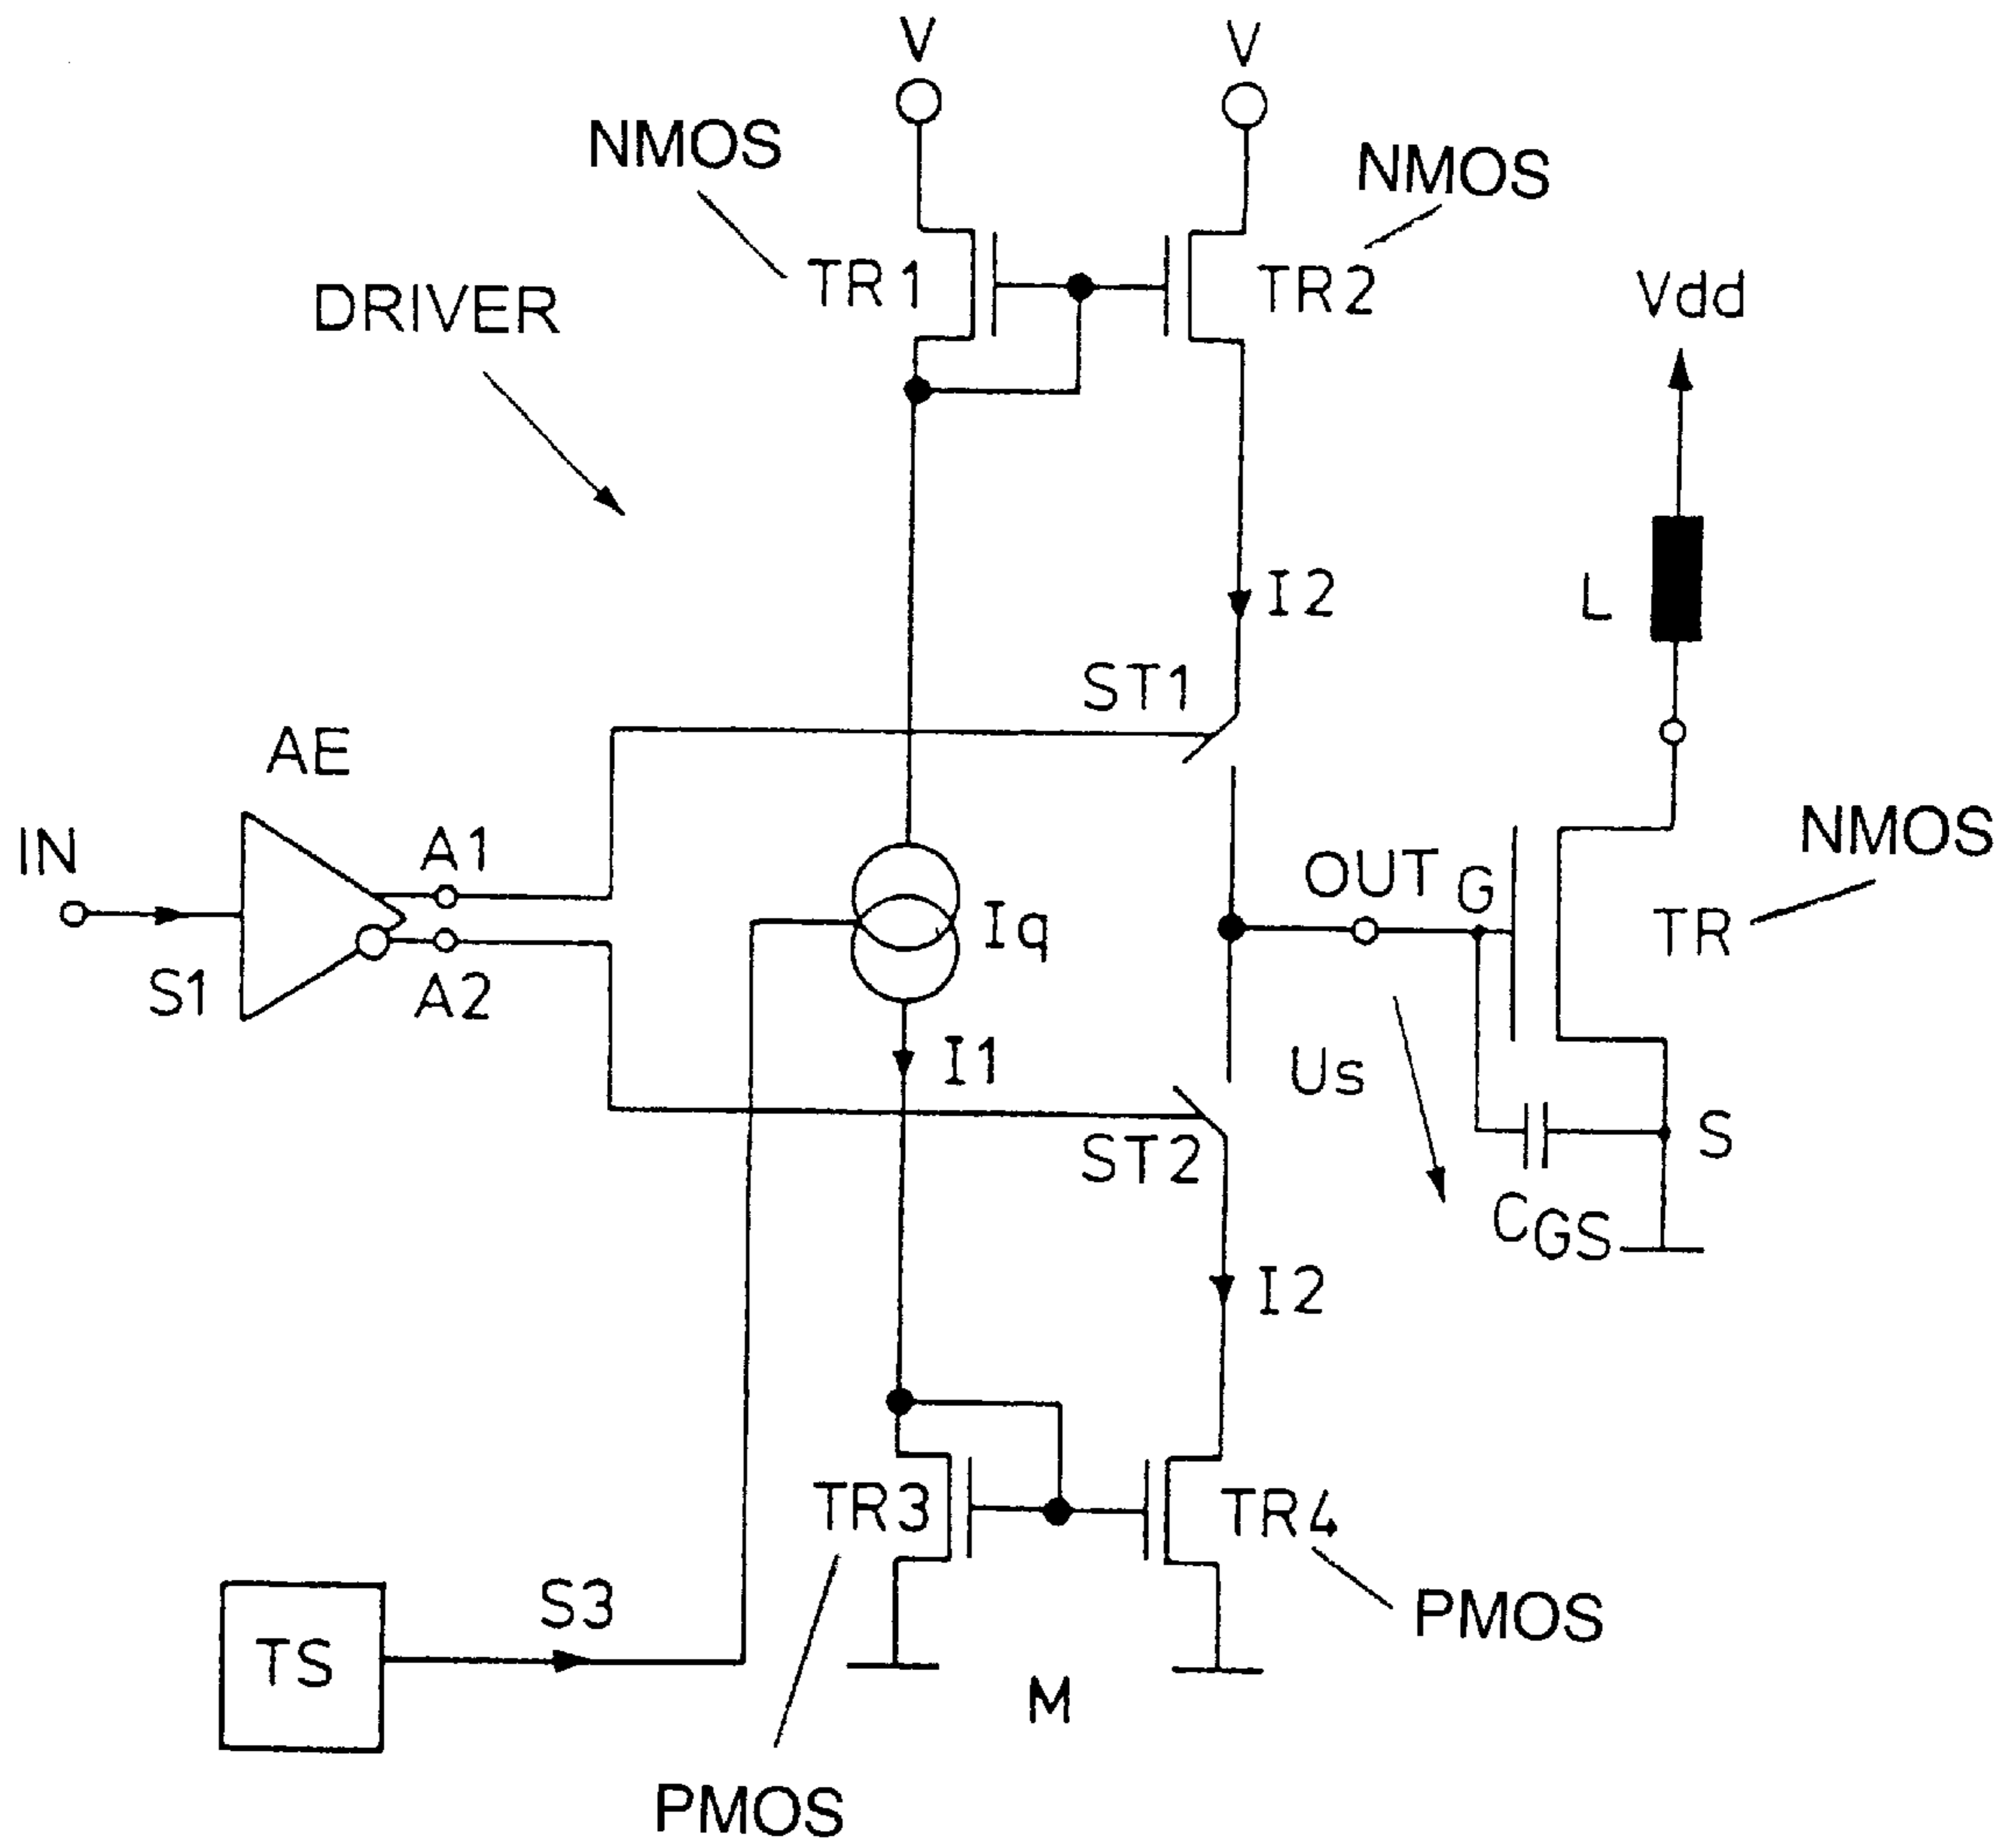 V
V
NMOS
NMOS
TR1
TR2
Vdd
DRIVER
I2
L
ST1
AE
IN
A1
OUT
G
NMOS
Iq
TR
S1
A2
I1
Us
S
ST2
CGS
I2
TR3
TR4
S3
PMOS
TS
M
PMOS